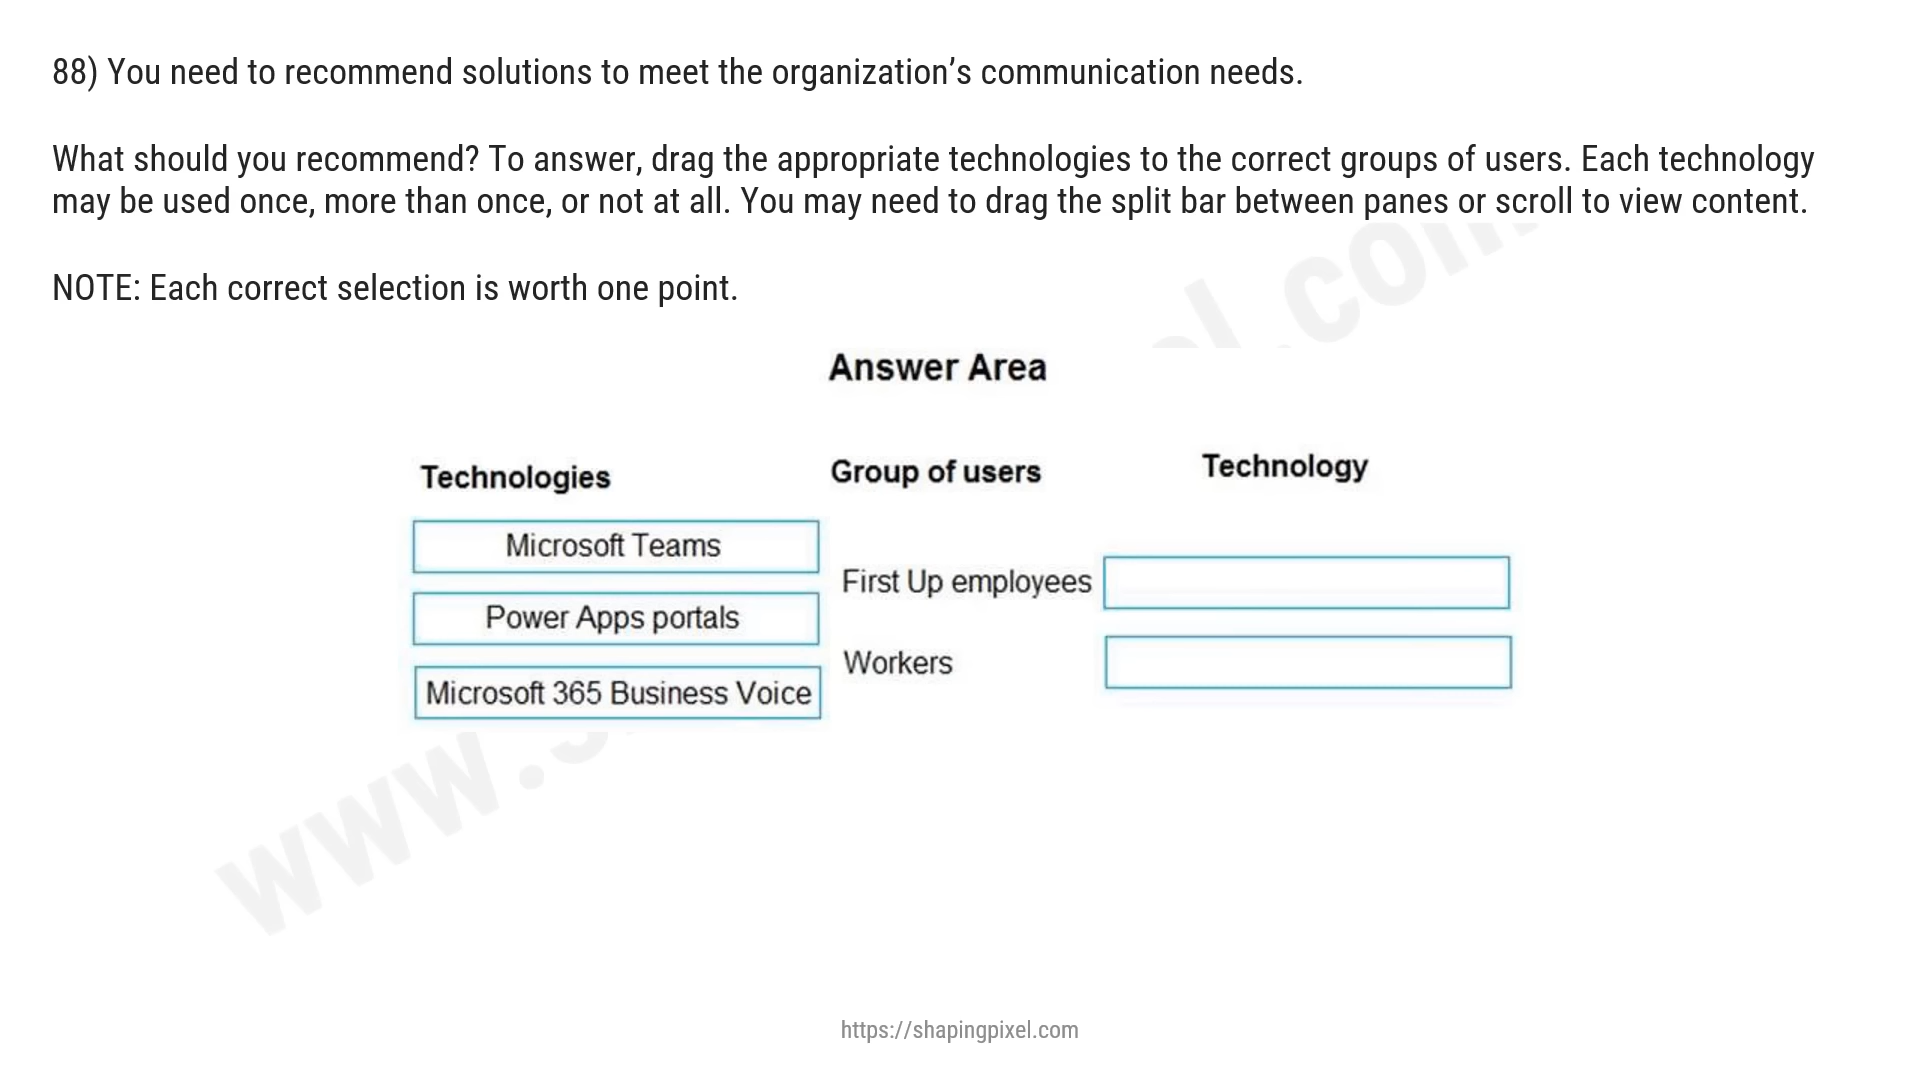 88) You need to recommend solutions to meet the organization’s communication needs.
What should you recommend? To answer, drag the appropriate technologies to the correct groups of users. Each technology
may be used once, more than once, or not at all. You may need to drag the split bar between panes or scroll to view content.
NOTE: Each correct selection is worth one point.
Answer Area
Technologies
Group of users
Technology
Microsoft Teams
Power Apps portals
Microsoft 365 Business Voice
First Up employees
Workers
https://shapingpixel.com